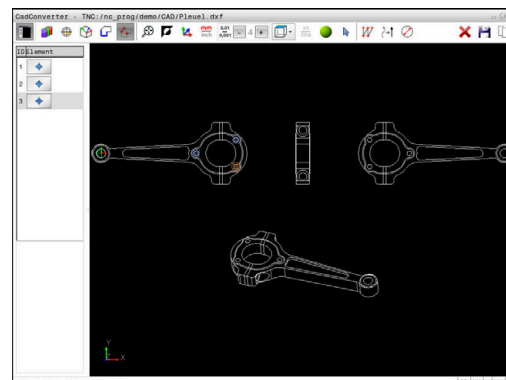 CadConverter - TNC:/nc_prog/demo/CAD/Pleuel.dxf
mm
inch
0.01
0.001
4
ID Element
1
2
3
Y
X